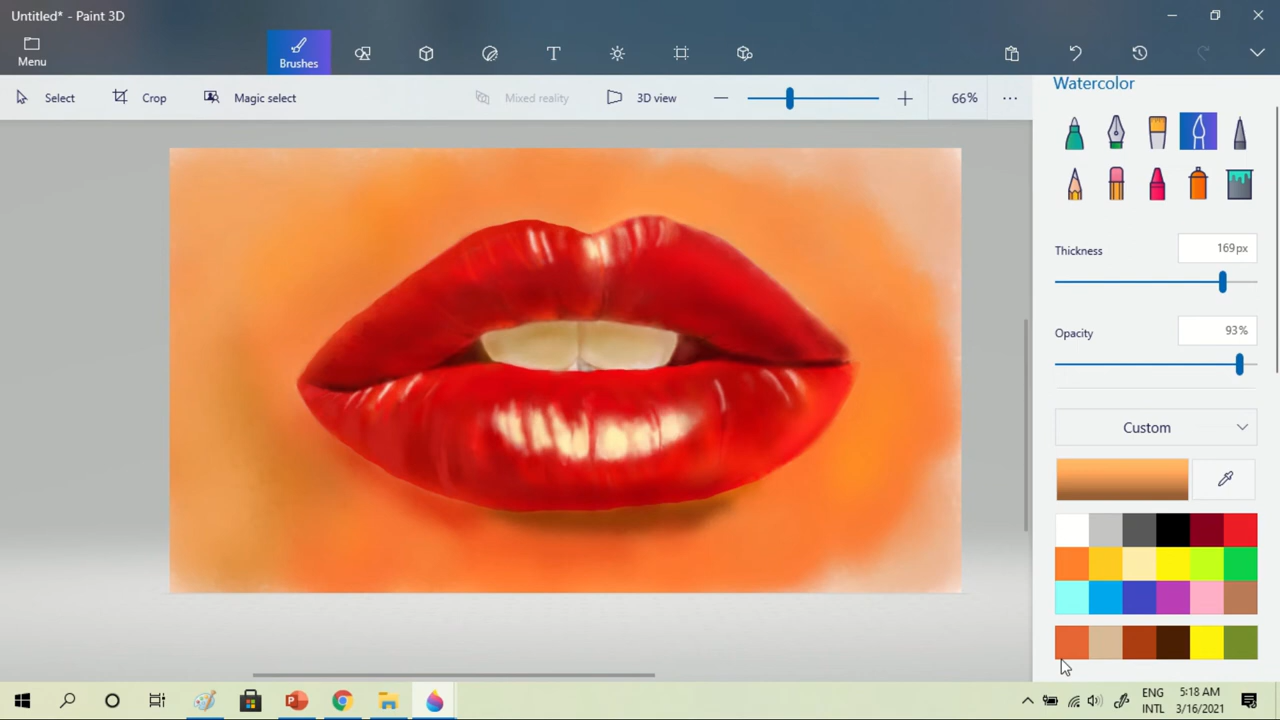 Untitled* - Paint 3D
Menu
Brushes
T
Select
Crop
Magic select
Mixed reality
3D view
66%
Watercolor
Thickness
169px
Opacity
93%
Custom
ENG
INTL
5:18 AM
3/16/2021